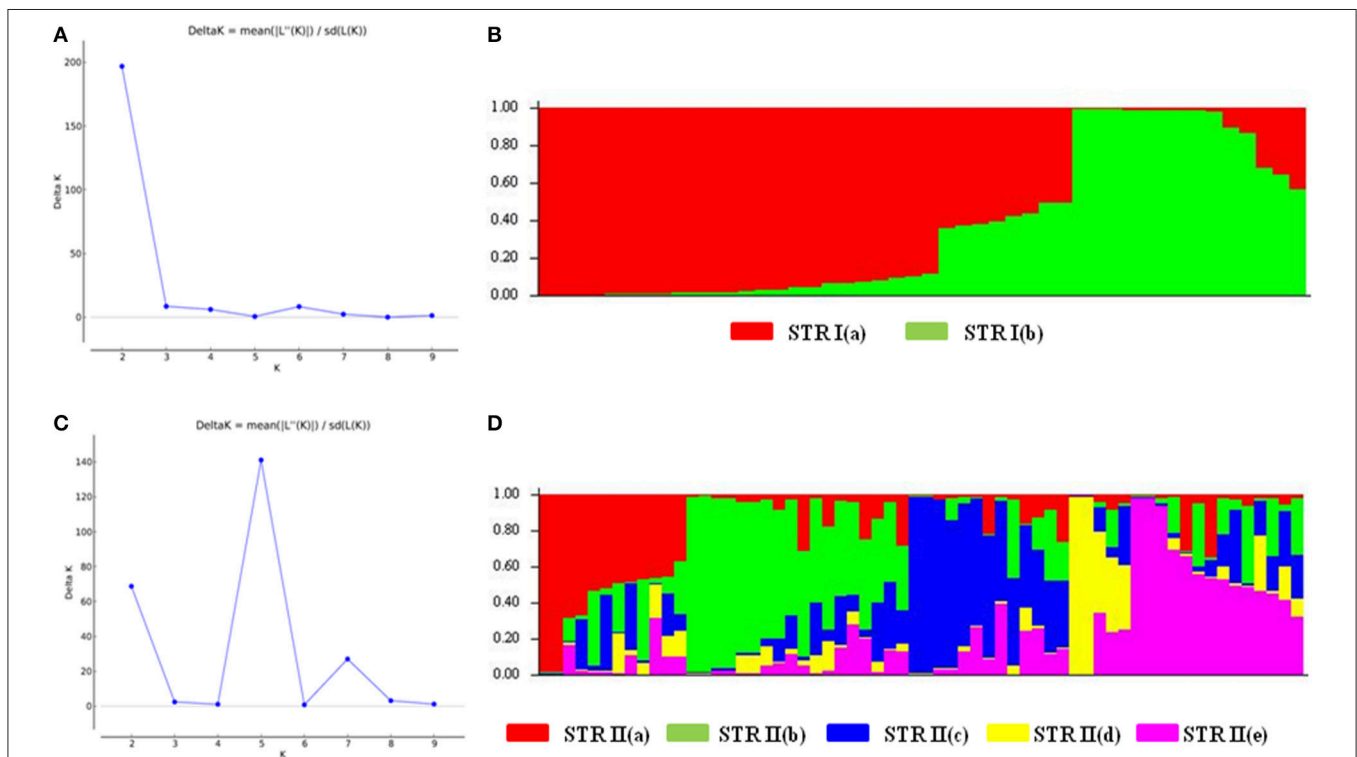 A
DeltaK = mean(|L''(K)|) / sd(L(K))
200
150
100
50
0
Delta K
2 3 4 5 6 7 8 9
K
B
1.00
0.80
0.60
0.40
0.20
0.00
STR I(a) STR I(b)
C
DeltaK = mean(|L''(K)|) / sd(L(K))
140
120
100
80
60
40
20
0
Delta K
2 3 4 5 6 7 8 9
K
D
1.00
0.80
0.60
0.40
0.20
0.00
STR II(a) STR II(b) STR II(c) STR II(d) STR II(e)